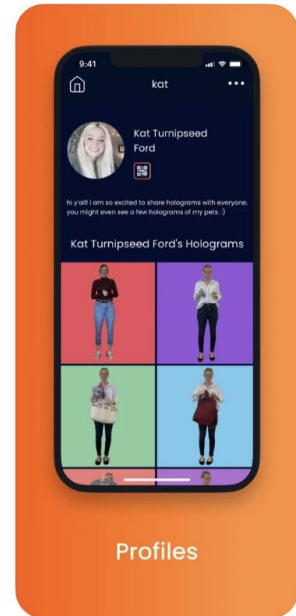 9:41
kat
Kat Turnipseed
Ford
hi y'all! i am so excited to share holograms with everyone.
you might even see a few holograms of my pets. :)
Kat Turnipseed Ford's Holograms
Profiles